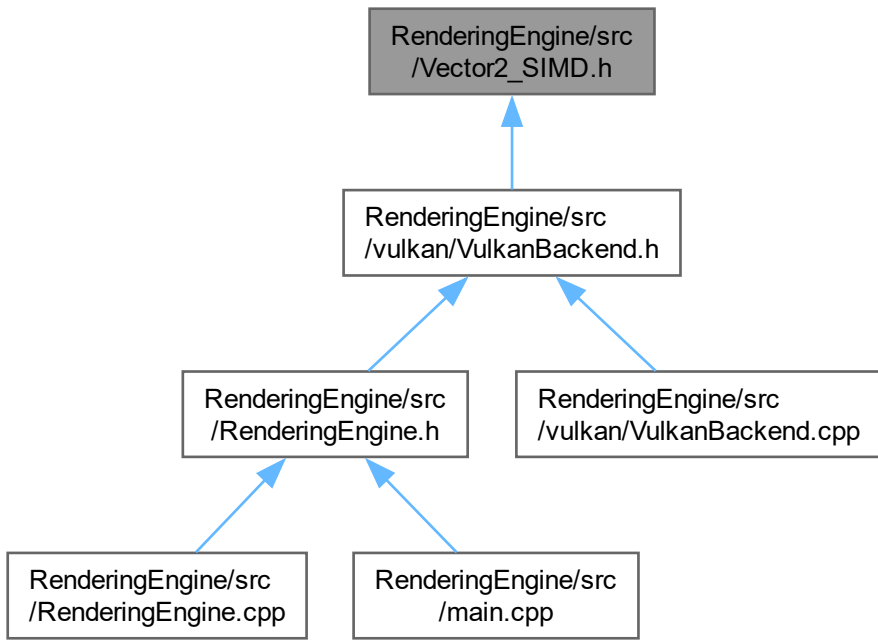 RenderingEngine/src
/Vector2_SIMD.h
RenderingEngine/src
/vulkan/VulkanBackend.h
RenderingEngine/src
/RenderingEngine.h
RenderingEngine/src
/vulkan/VulkanBackend.cpp
RenderingEngine/src
/RenderingEngine.cpp
RenderingEngine/src
/main.cpp